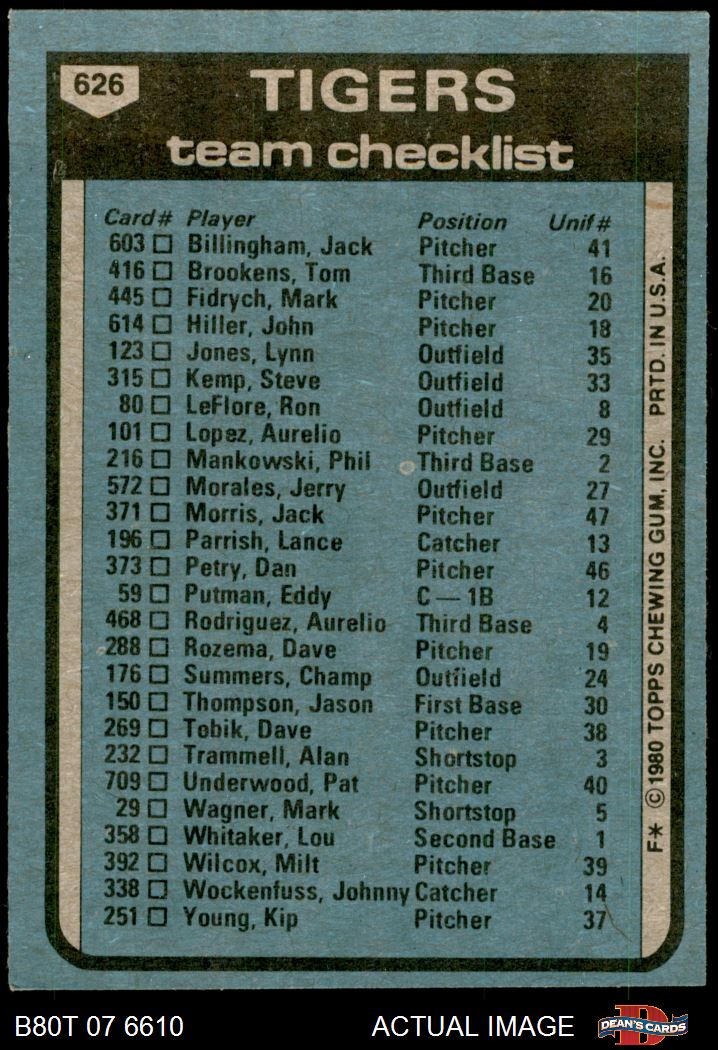 626
TIGERS
team checklist
Card# Player Position Unif#
603 Billingham, Jack Pitcher 41
416 Brookens, Tom Third Base 16
445 Fidrych, Mark Pitcher 20
614 Hiller, John Pitcher 18
123 Jones, Lynn Outfield 35
315 Kemp, Steve Outfield 33
80 LeFlore, Ron Outfield 8
101 Lopez, Aurelio Pitcher 29
216 Mankowski, Phil Third Base 2
572 Morales, Jerry Outfield 27
371 Morris, Jack Pitcher 47
196 Parrish, Lance Catcher 13
373 Petry, Dan Pitcher 46
59 Putman, Eddy C — 1B 12
468 Rodriguez, Aurelio Third Base 4
288 Rozema, Dave Pitcher 19
176 Summers, Champ Outfield 24
150 Thompson, Jason First Base 30
269 Tobik, Dave Pitcher 38
232 Trammell, Alan Shortstop 3
709 Underwood, Pat Pitcher 40
29 Wagner, Mark Shortstop 5
358 Whitaker, Lou Second Base 1
392 Wilcox, Milt Pitcher 39
338 Wockenfuss, Johnny Catcher 14
251 Young, Kip Pitcher 37
F* ©1980 TOPPS CHEWING GUM, INC. PRTD. IN U.S.A.
B80T 07 6610 ACTUAL IMAGE
D
DEAN'S CARDS